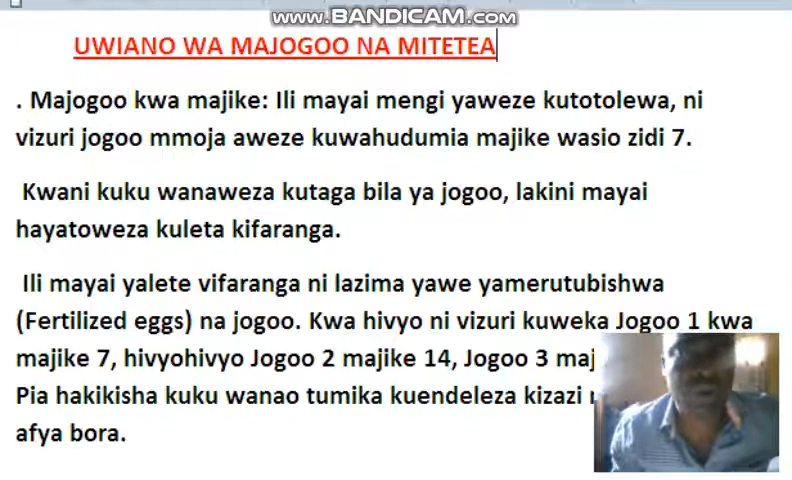 www.BANDICAM.com
UWIANO WA MAJOGOO NA MITETEA
. Majogoo kwa majike: Ili mayai mengi yaweze kutotolewa, ni
vizuri jogoo mmoja aweze kuwahudumia majike wasio zidi 7.
Kwani kuku wanaweza kutaga bila ya jogoo, lakini mayai
hayatoweza kuleta kifaranga.
Ili mayai yalete vifaranga ni lazima yawe yamerutubishwa
(Fertilized eggs) na jogoo. Kwa hivyo ni vizuri kuweka Jogoo 1 kwa
majike 7, hivyohivyo Jogoo 2 majike 14, Jogoo 3
Pia hakikisha kuku wanao tumika kuendeleza kizazi
afya bora.